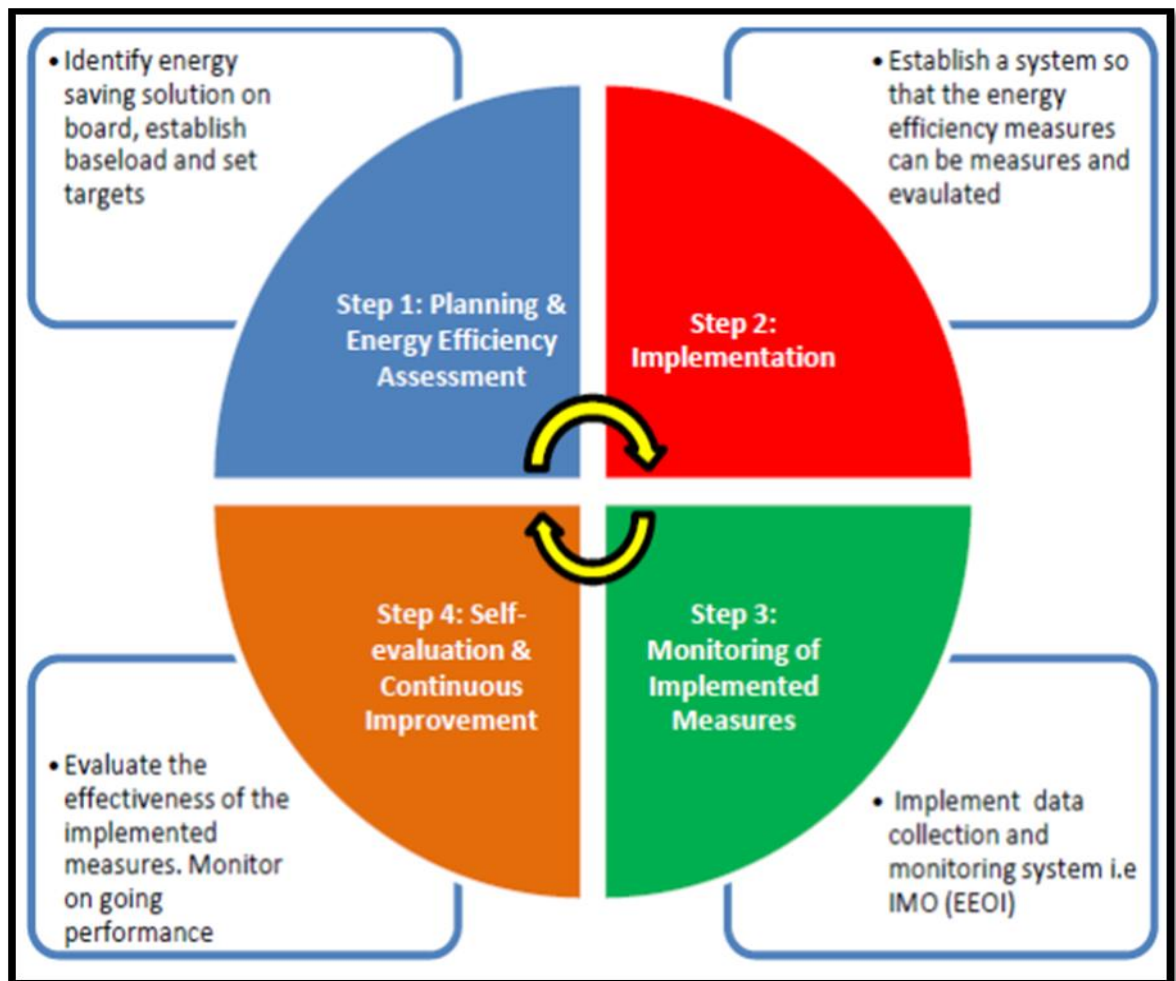 • Identify energy
saving solution on
board, establish
baseload and set
targets
• Establish a system so
that the energy
efficiency measures
can be measures and
evaulated
Step 1: Planning &
Energy Efficiency
Assessment
Step 2:
Implementation
Step 4: Self-
evaluation &
Continuous
Improvement
Step 3:
Monitoring of
Implemented
Measures
• Evaluate the
effectiveness of the
implemented
measures. Monitor
on going
performance
• Implement data
collection and
monitoring system i.e
IMO (EEOI)